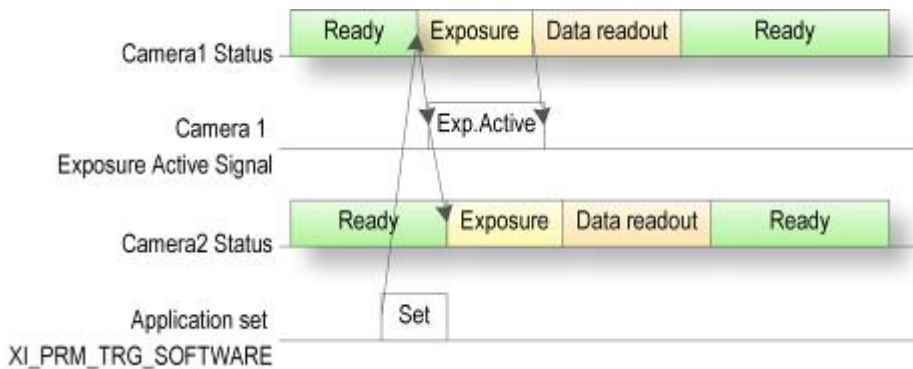 Ready Exposure Data readout Ready
Camera1 Status
Camera 1 Exp.Active
Exposure Active Signal
Ready Exposure Data readout Ready
Camera2 Status
Application set Set
XI_PRM_TRG_SOFTWARE